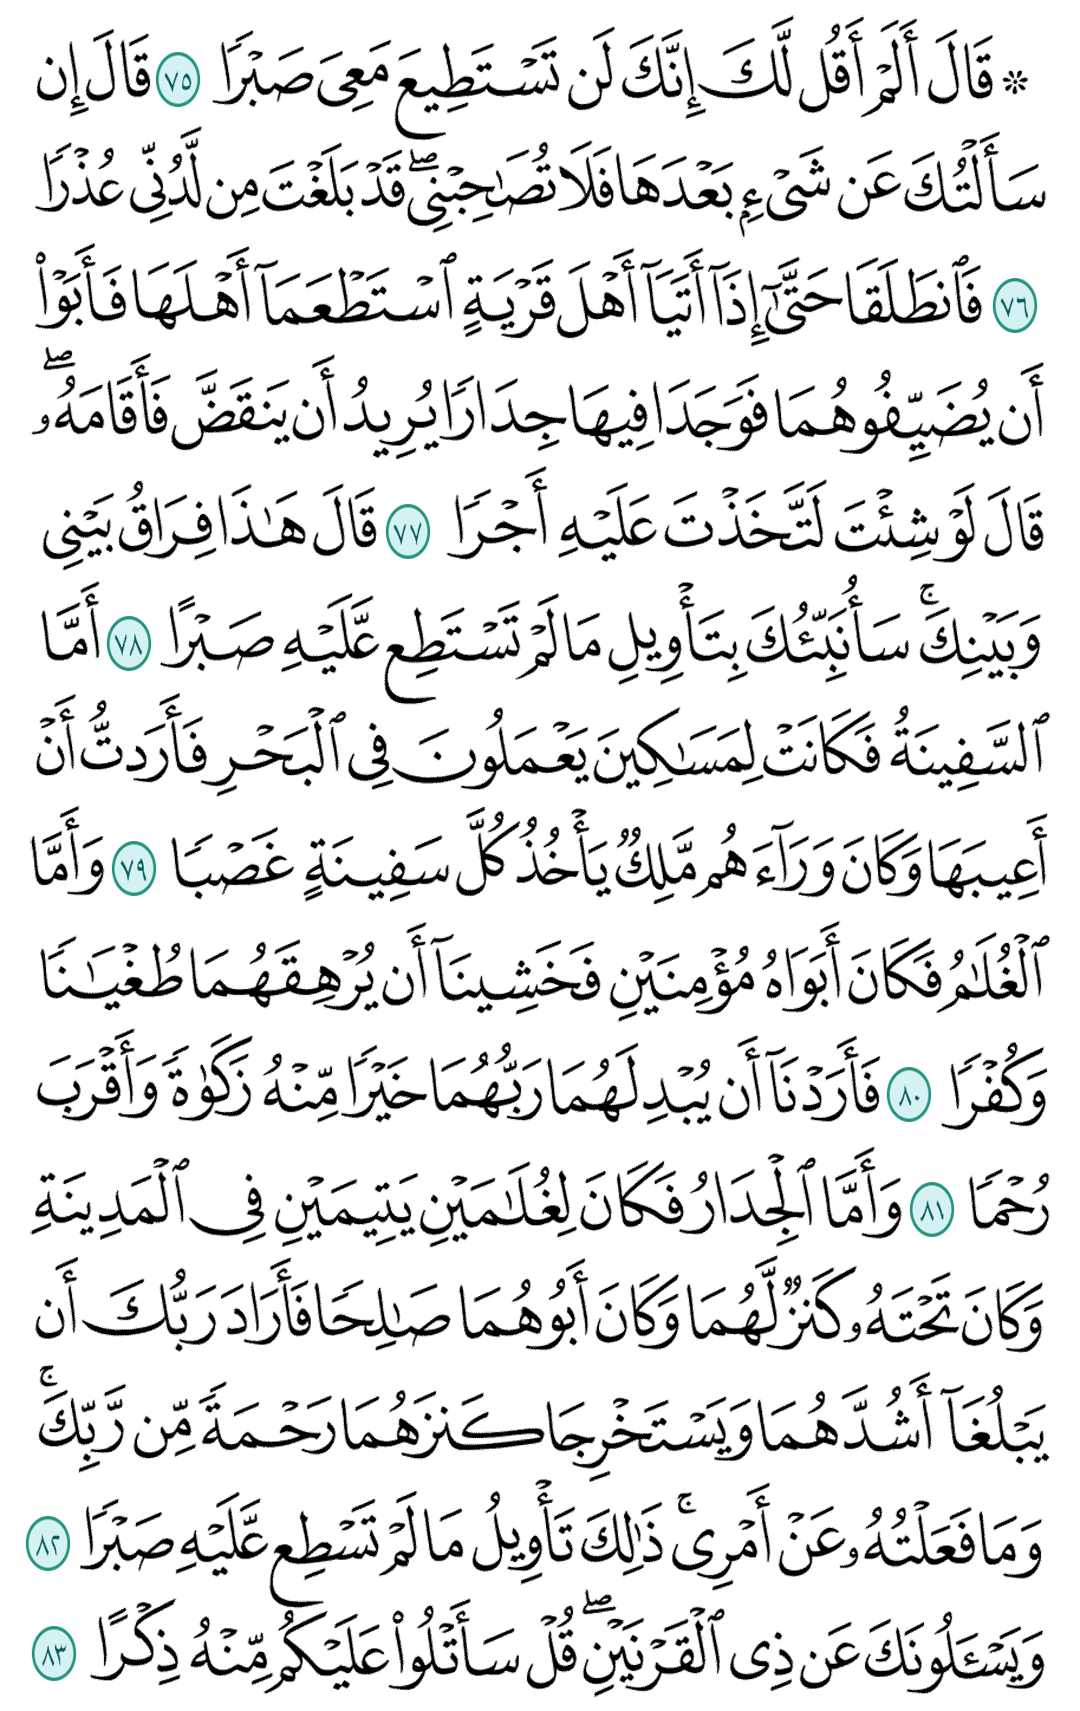 ۞ قَالَ أَلَمْ أَقُل لَّكَ إِنَّكَ لَن تَسْتَطِيعَ مَعِىَ صَبْرًا ٧٥ قَالَ إِن
سَأَلْتُكَ عَن شَىْءٍۭ بَعْدَهَا فَلَا تُصَـٰحِبْنِى ۖ قَدْ بَلَغْتَ مِن لَّدُنِّى عُذْرًا
٧٦ فَٱنطَلَقَا حَتَّىٰٓ إِذَآ أَتَيَآ أَهْلَ قَرْيَةٍ ٱسْتَطْعَمَآ أَهْلَهَا فَأَبَوْا۟
أَن يُضَيِّفُوهُمَا فَوَجَدَا فِيهَا جِدَارًا يُرِيدُ أَن يَنقَضَّ فَأَقَامَهُۥ ۖ
قَالَ لَوْ شِئْتَ لَتَّخَذْتَ عَلَيْهِ أَجْرًا ٧٧ قَالَ هَـٰذَا فِرَاقُ بَيْنِى
وَبَيْنِكَ ۚ سَأُنَبِّئُكَ بِتَأْوِيلِ مَا لَمْ تَسْتَطِع عَّلَيْهِ صَبْرًا ٧٨ أَمَّا
ٱلسَّفِينَةُ فَكَانَتْ لِمَسَـٰكِينَ يَعْمَلُونَ فِى ٱلْبَحْرِ فَأَرَدتُّ أَنْ
أَعِيبَهَا وَكَانَ وَرَآءَهُم مَّلِكٌ يَأْخُذُ كُلَّ سَفِينَةٍ غَصْبًا ٧٩ وَأَمَّا
ٱلْغُلَـٰمُ فَكَانَ أَبَوَاهُ مُؤْمِنَيْنِ فَخَشِينَآ أَن يُرْهِقَهُمَا طُغْيَـٰنًا
وَكُفْرًا ٨٠ فَأَرَدْنَآ أَن يُبْدِلَهُمَا رَبُّهُمَا خَيْرًا مِّنْهُ زَكَوٰةً وَأَقْرَبَ
رُحْمًا ٨١ وَأَمَّا ٱلْجِدَارُ فَكَانَ لِغُلَـٰمَيْنِ يَتِيمَيْنِ فِى ٱلْمَدِينَةِ
وَكَانَ تَحْتَهُۥ كَنزٌ لَّهُمَا وَكَانَ أَبُوهُمَا صَـٰلِحًا فَأَرَادَ رَبُّكَ أَن
يَبْلُغَآ أَشُدَّهُمَا وَيَسْتَخْرِجَا كَنزَهُمَا رَحْمَةً مِّن رَّبِّكَ ۚ
وَمَا فَعَلْتُهُۥ عَنْ أَمْرِى ۚ ذَٰلِكَ تَأْوِيلُ مَا لَمْ تَسْطِع عَّلَيْهِ صَبْرًا ٨٢
وَيَسْـَٔلُونَكَ عَن ذِى ٱلْقَرْنَيْنِ ۖ قُلْ سَأَتْلُوا۟ عَلَيْكُم مِّنْهُ ذِكْرًا ٨٣